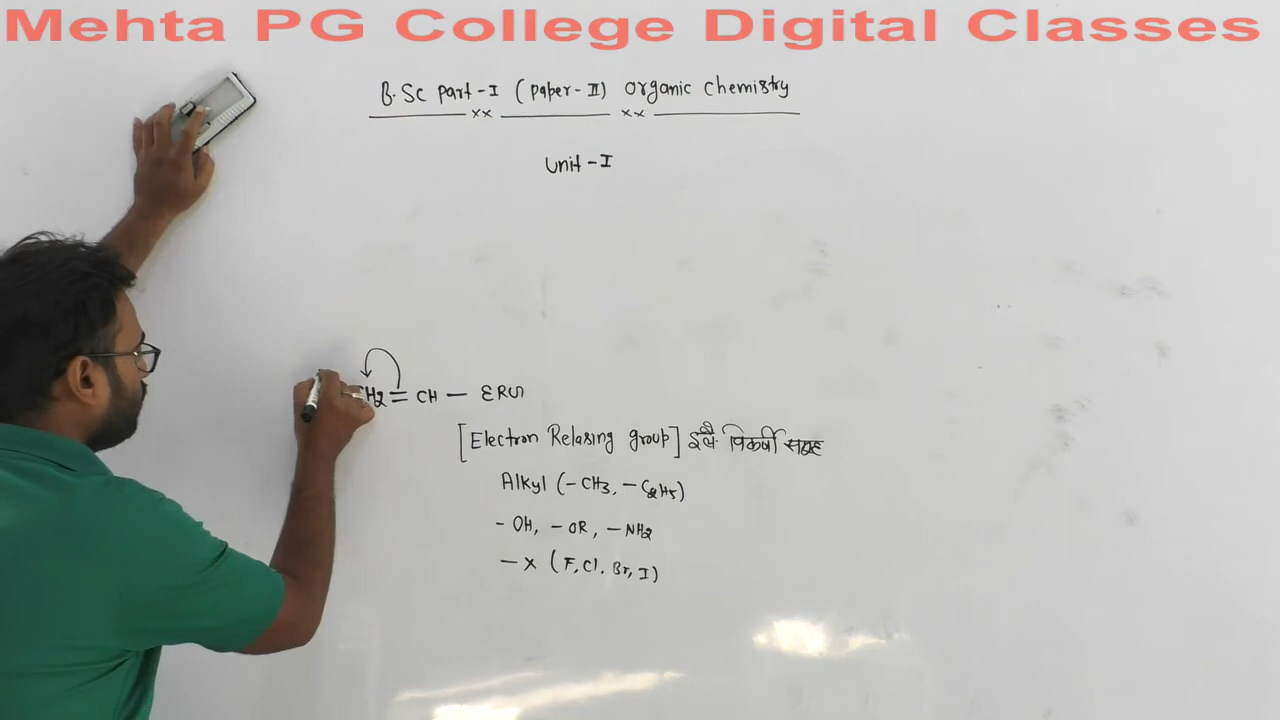 Mehta PG College Digital Classes
B.Sc part-I (paper-II) organic chemistry
Unit-I
H2 = CH — ERG
[Electron Relasing group] इले. विकर्षी समूह
Alkyl (-CH3, -C2H5)
- OH, - OR, - NH2
- X (F, Cl, Br, I)